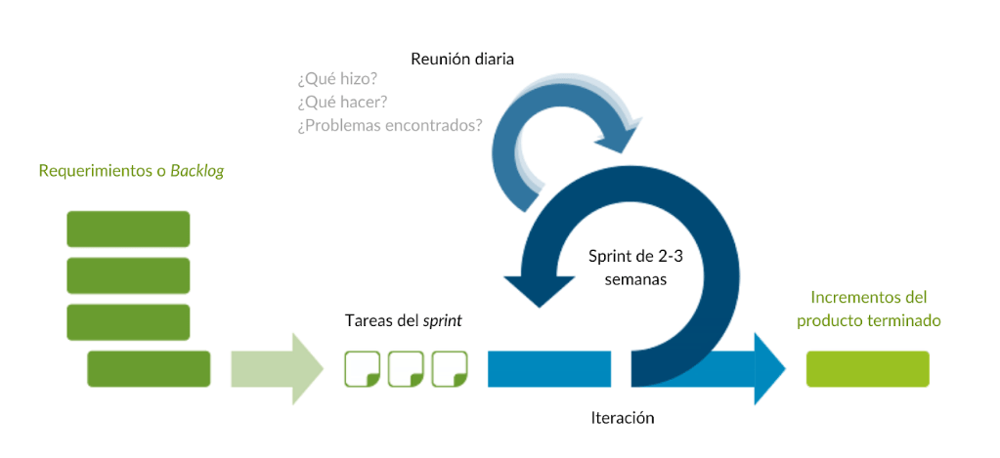 Reunión diaria
¿Qué hizo?
¿Qué hacer?
¿Problemas encontrados?
Requerimientos o Backlog
Sprint de 2-3
semanas
Tareas del sprint
Incrementos del
producto terminado
Iteración